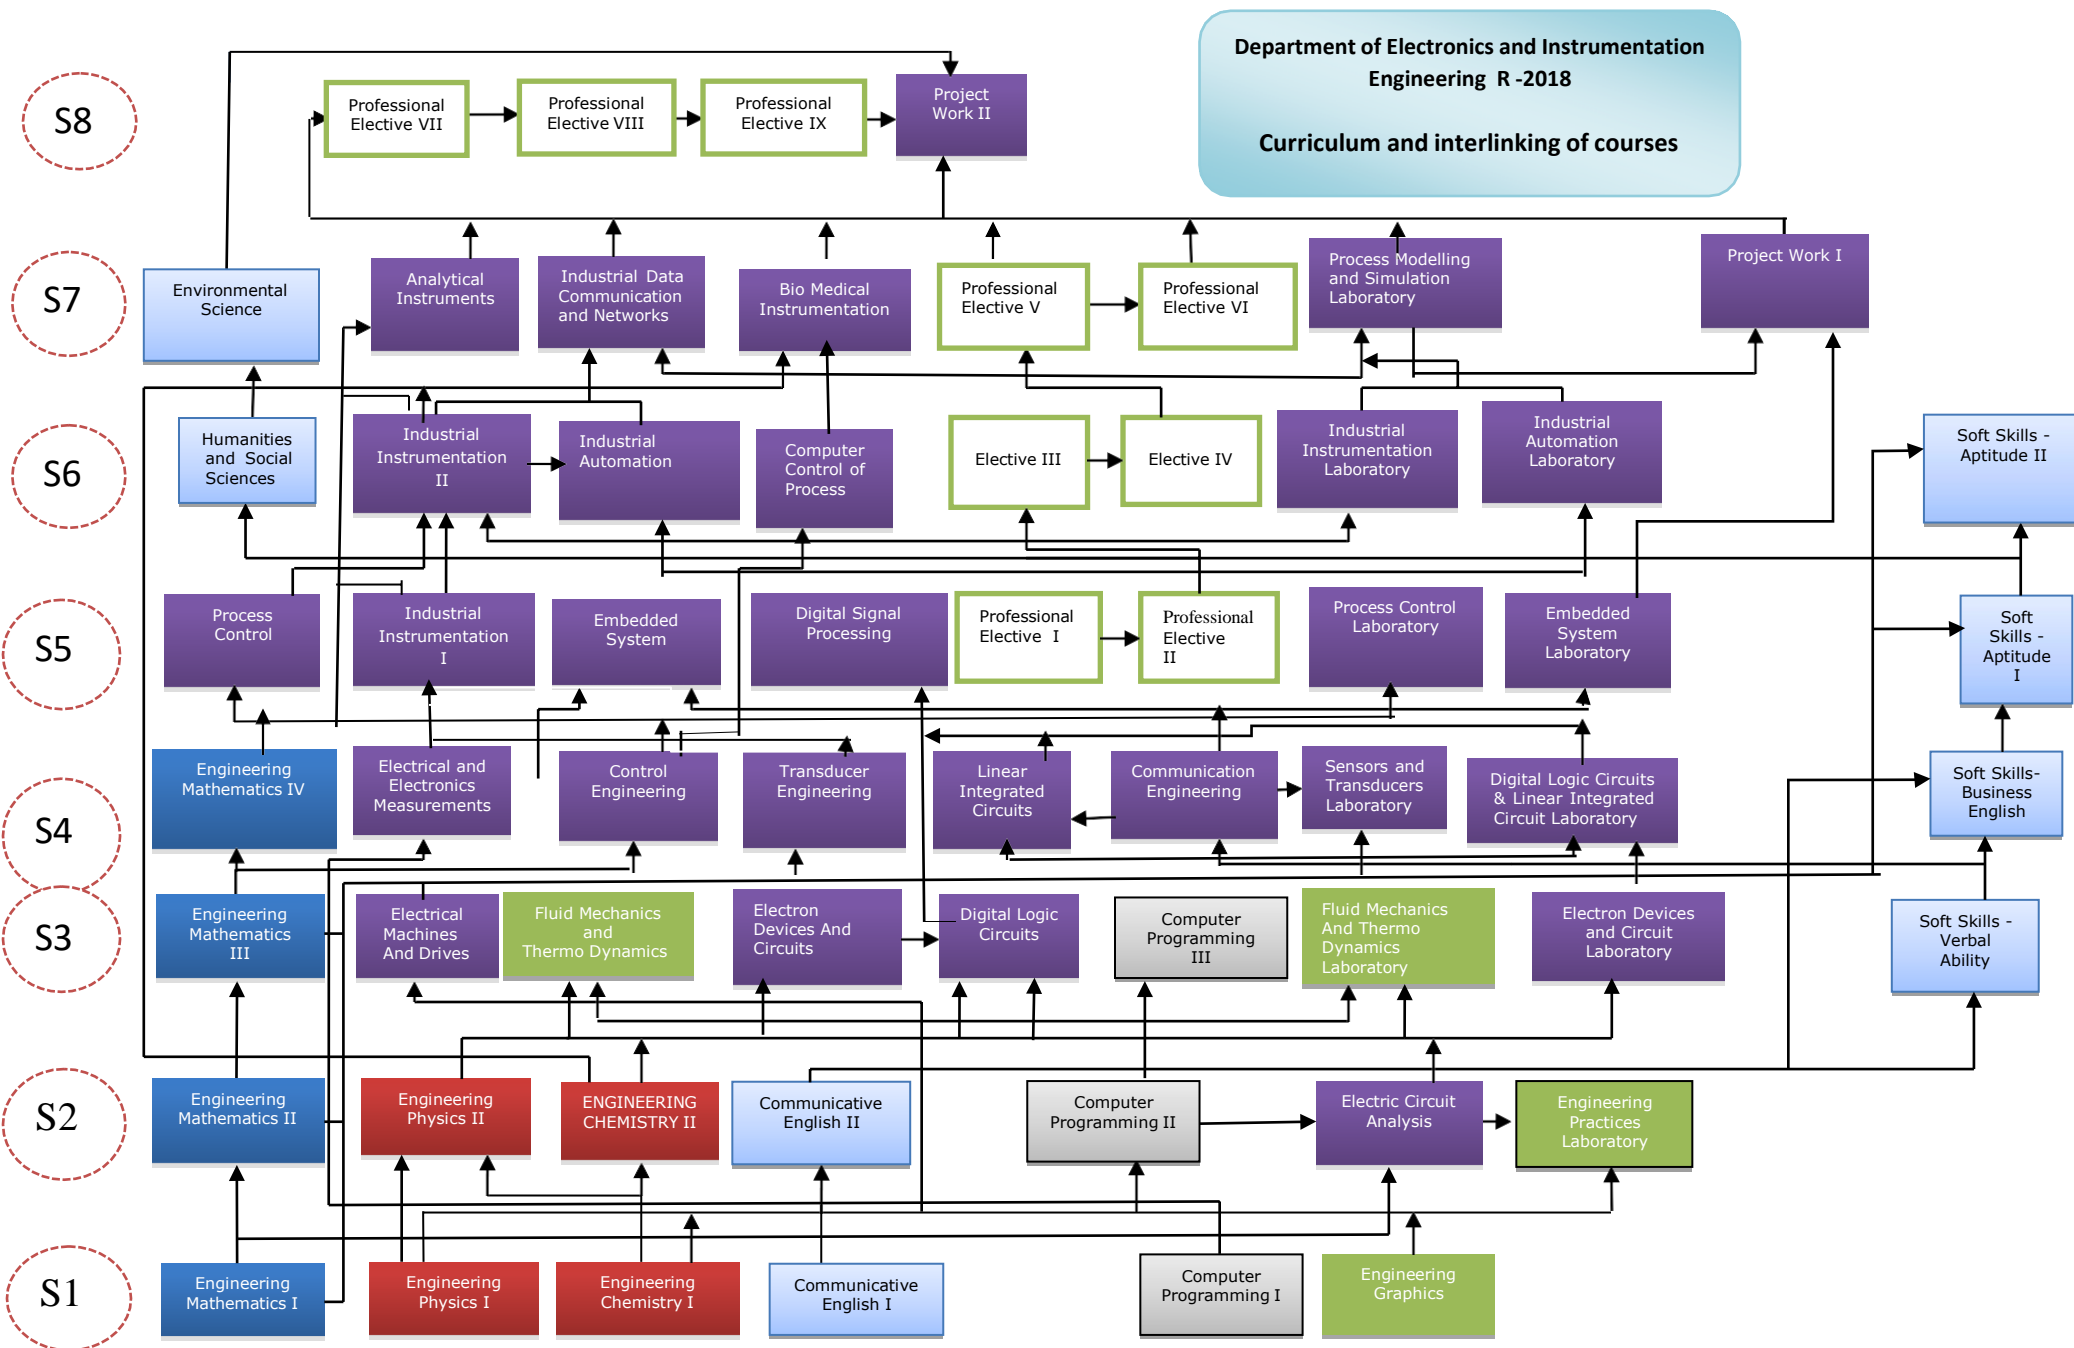 Department of Electronics and Instrumentation
Engineering R -2018
Curriculum and interlinking of courses
S8
Professional
Elective VII
Professional
Elective VIII
Professional
Elective IX
Project
Work II
S7
Environmental
Science
Analytical
Instruments
Industrial Data
Communication
and Networks
Bio Medical
Instrumentation
Professional
Elective V
Professional
Elective VI
Process Modelling
and Simulation
Laboratory
Project Work I
S6
Humanities
and Social
Sciences
Industrial
Instrumentation
II
Industrial
Automation
Computer
Control of
Process
Elective III
Elective IV
Industrial
Instrumentation
Laboratory
Industrial
Automation
Laboratory
Soft Skills -
Aptitude II
S5
Process
Control
Industrial
Instrumentation
I
Embedded
System
Digital Signal
Processing
Professional
Elective I
Professional
Elective
II
Process Control
Laboratory
Embedded
System
Laboratory
Soft
Skills -
Aptitude
I
S4
Engineering
Mathematics IV
Electrical and
Electronics
Measurements
Control
Engineering
Transducer
Engineering
Linear
Integrated
Circuits
Communication
Engineering
Sensors and
Transducers
Laboratory
Digital Logic Circuits
& Linear Integrated
Circuit Laboratory
Soft Skills-
Business
English
S3
Engineering
Mathematics
III
Electrical
Machines
And Drives
Fluid Mechanics
and
Thermo Dynamics
Electron
Devices And
Circuits
Digital Logic
Circuits
Computer
Programming
III
Fluid Mechanics
And Thermo
Dynamics
Laboratory
Electron Devices
and Circuit
Laboratory
Soft Skills -
Verbal
Ability
S2
Engineering
Mathematics II
Engineering
Physics II
ENGINEERING
CHEMISTRY II
Communicative
English II
Computer
Programming II
Electric Circuit
Analysis
Engineering
Practices
Laboratory
S1
Engineering
Mathematics I
Engineering
Physics I
Engineering
Chemistry I
Communicative
English I
Computer
Programming I
Engineering
Graphics